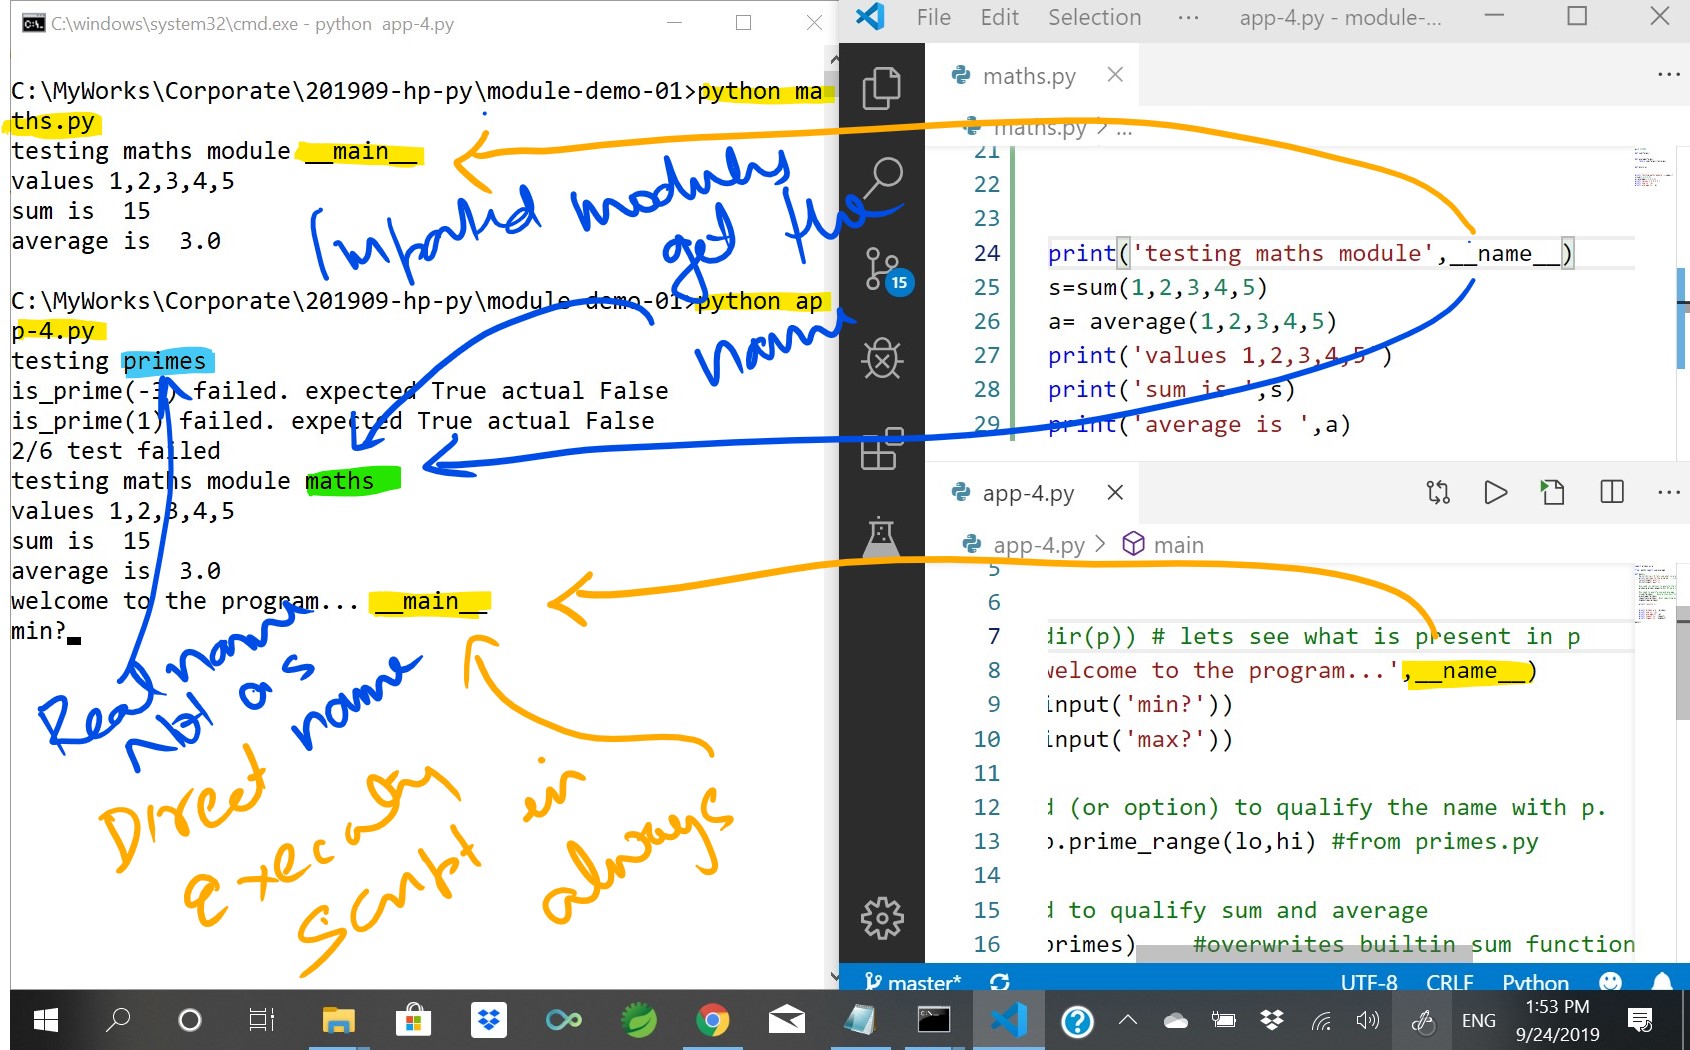 C:\windows\system32\cmd.exe - python  app-4.py
C:\MyWorks\Corporate\201909-hp-py\module-demo-01>python ma
ths.py
testing maths module __main__
values 1,2,3,4,5
sum is  15
average is  3.0
C:\MyWorks\Corporate\201909-hp-py\module-demo-01>python ap
p-4.py
testing primes
is_prime(-3) failed. expected True actual False
is_prime(1) failed. expected True actual False
2/6 test failed
testing maths module maths
values 1,2,3,4,5
sum is  15
average is  3.0
welcome to the program... __main__
min?
Imported modules
get the
name
Real name
Not as
name
Direct
executing
script in
always
File Edit Selection ··· app-4.py - module-...
maths.py
maths.py > ...
21
22
23
24 print('testing maths module',__name__)
25 s=sum(1,2,3,4,5)
26 a= average(1,2,3,4,5)
27 print('values 1,2,3,4,5 ')
28 print('sum is ',s)
29 print('average is ',a)
15
app-4.py
app-4.py > main
5
6
7 dir(p)) # lets see what is present in p
8 welcome to the program...',__name__)
9 input('min?'))
10 input('max?'))
11
12 d (or option) to qualify the name with p.
13 p.prime_range(lo,hi) #from primes.py
14
15 d to qualify sum and average
16 primes)    #overwrites builtin sum function
master* UTF-8 CRLF Python
ENG
1:53 PM
9/24/2019